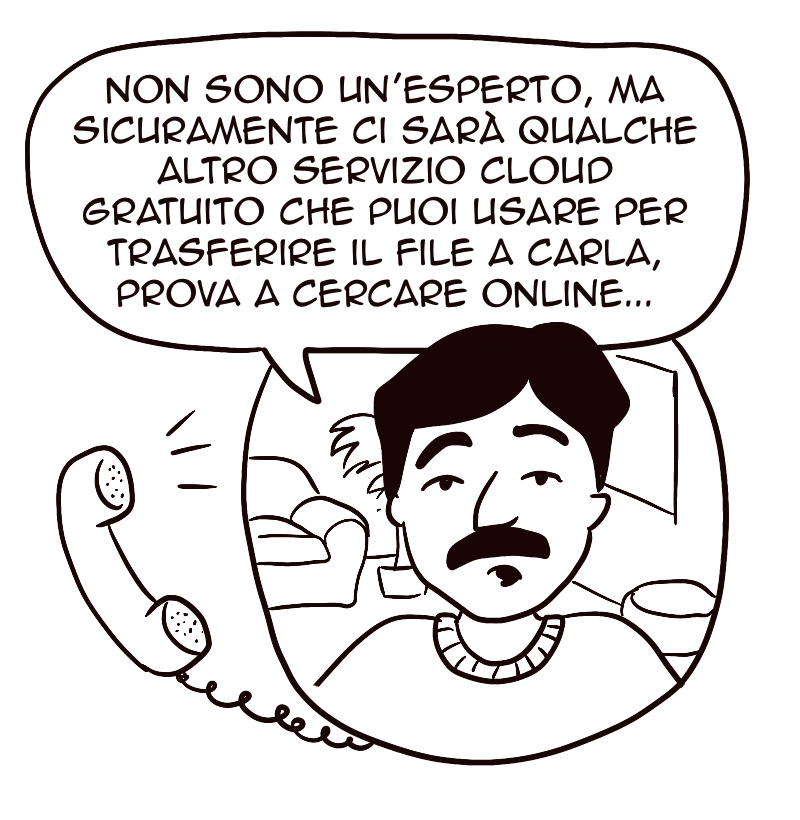 NON SONO UN'ESPERTO, MA
SICURAMENTE CI SARÀ QUALCHE
ALTRO SERVIZIO CLOUD
GRATUITO CHE PUOI USARE PER
TRASFERIRE IL FILE A CARLA,
PROVA A CERCARE ONLINE...